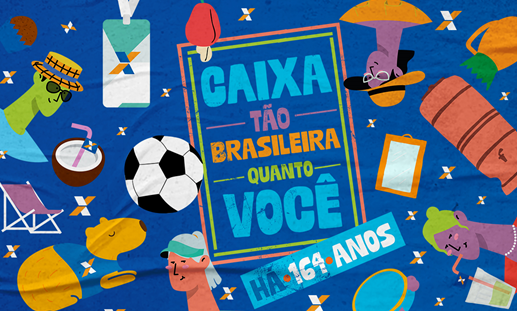 CAIXA
TÃO
BRASILEIRA
QUANTO
VOCÊ
HÁ•164•ANOS